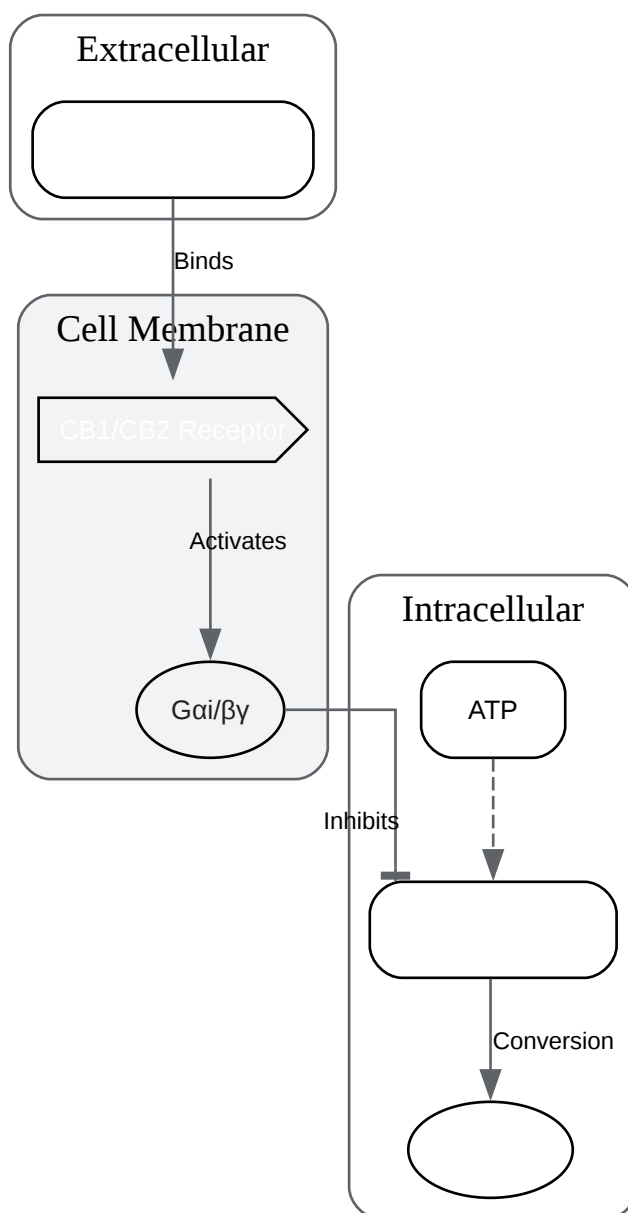 Extracellular
Binds
Cell Membrane
CB1/CB2 Receptor
Activates
Intracellular
Gαi/βγ
ATP
Inhibits
Conversion